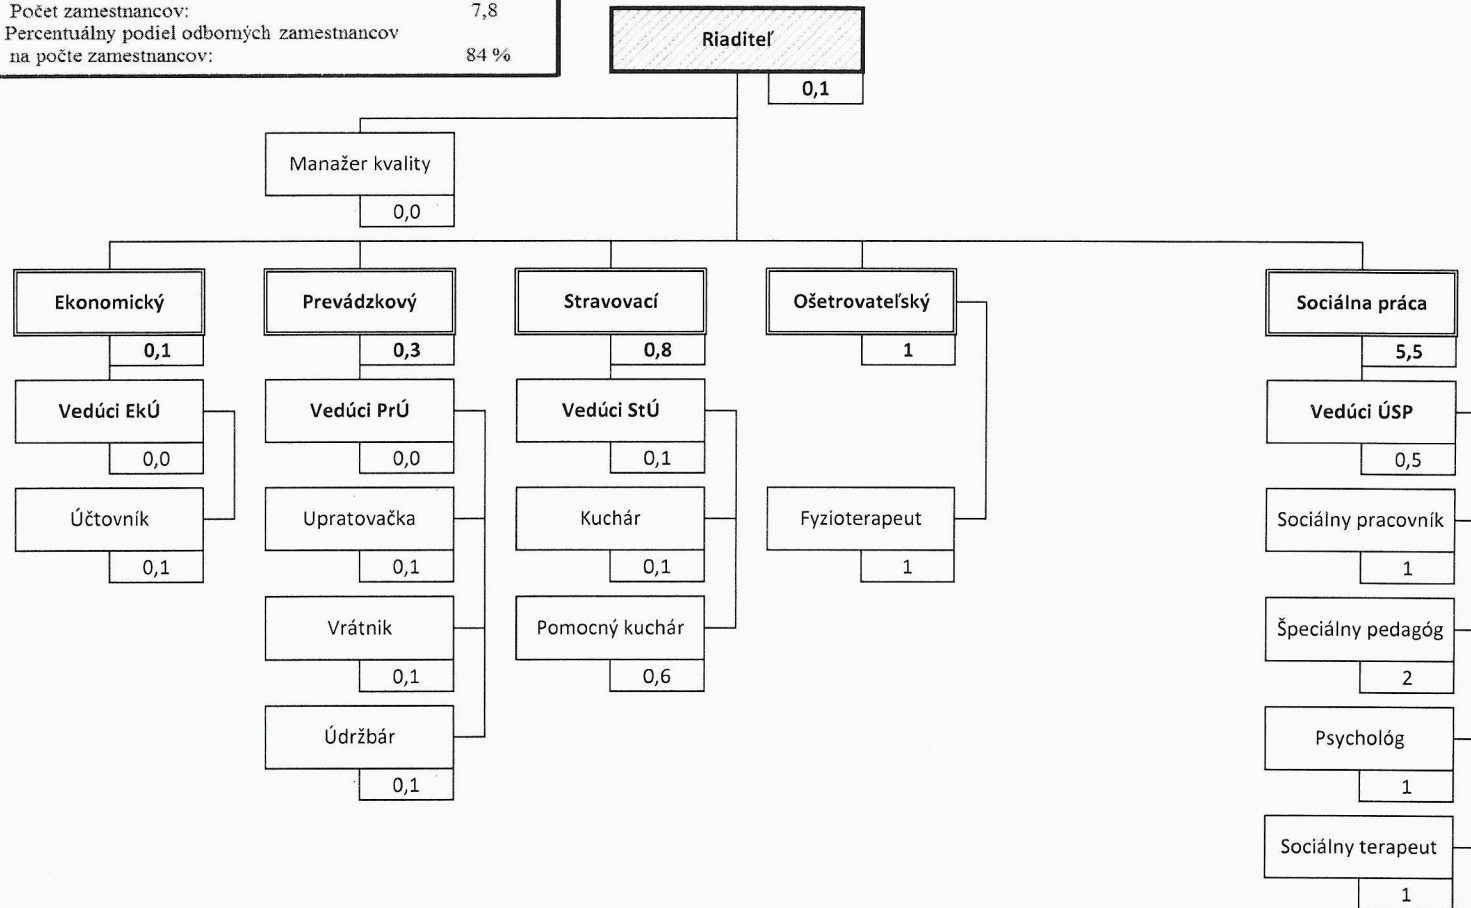 Počet zamestnancov: 7,8
Percentuálny podiel odborných zamestnancov
na počte zamestnancov: 84 %
Riaditeľ
0,1
Manažer kvality
0,0
Ekonomický
0,1
Vedúci EkÚ
0,0
Účtovník
0,1
Prevádzkový
0,3
Vedúci PrÚ
0,0
Upratovačka
0,1
Vrátnik
0,1
Údržbár
0,1
Stravovací
0,8
Vedúci StÚ
0,1
Kuchár
0,1
Pomocný kuchár
0,6
Ošetrovateľský
1
Fyzioterapeut
1
Sociálna práca
5,5
Vedúci ÚSP
0,5
Sociálny pracovník
1
Špeciálny pedagóg
2
Psychológ
1
Sociálny terapeut
1